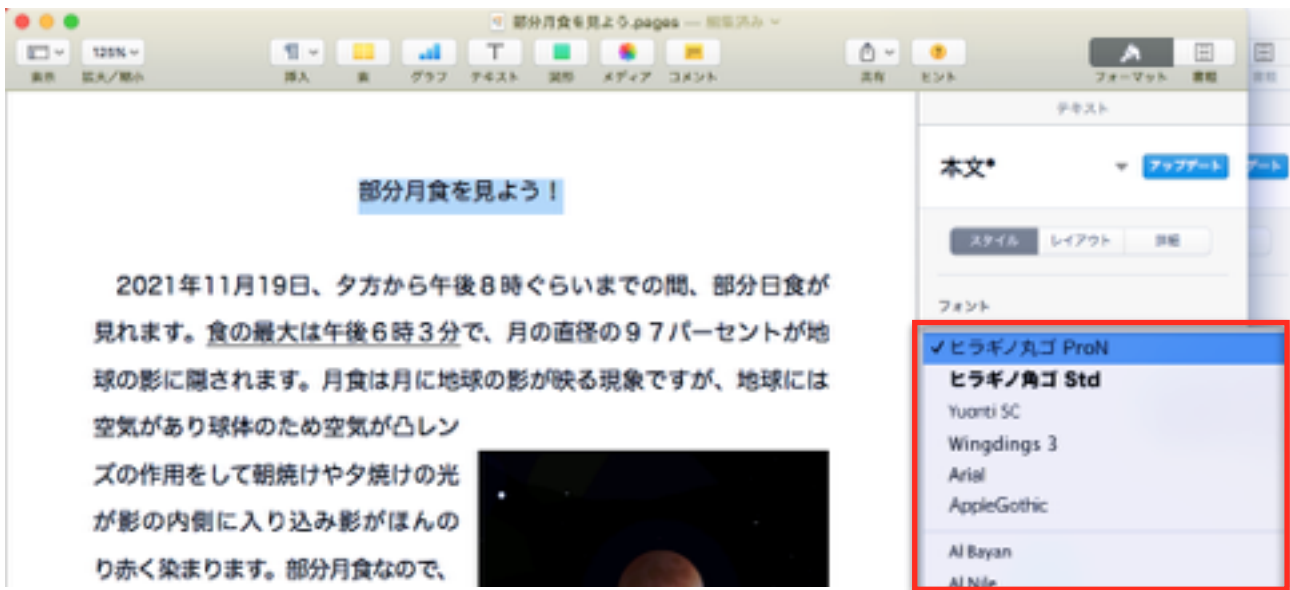 部分月食を見よう.pages — 編集済み
125%
表示 拡大/縮小 挿入 表 グラフ テキスト 図形 メディア コメント 共有 ヒント フォーマット 書類
テキスト
本文* アップデート
スタイル レイアウト 詳細
フォント
✓ヒラギノ丸ゴ ProN
ヒラギノ角ゴ Std
Yuanti SC
Wingdings 3
Arial
AppleGothic
Al Bayan
Al Nile
部分月食を見よう！
2021年11月19日、夕方から午後８時ぐらいまでの間、部分日食が
見れます。食の最大は午後６時３分で、月の直径の９７パーセントが地
球の影に隠されます。月食は月に地球の影が映る現象ですが、地球には
空気があり球体のため空気が凸レン
ズの作用をして朝焼けや夕焼けの光
が影の内側に入り込み影がほんの
り赤く染まります。部分月食なので、